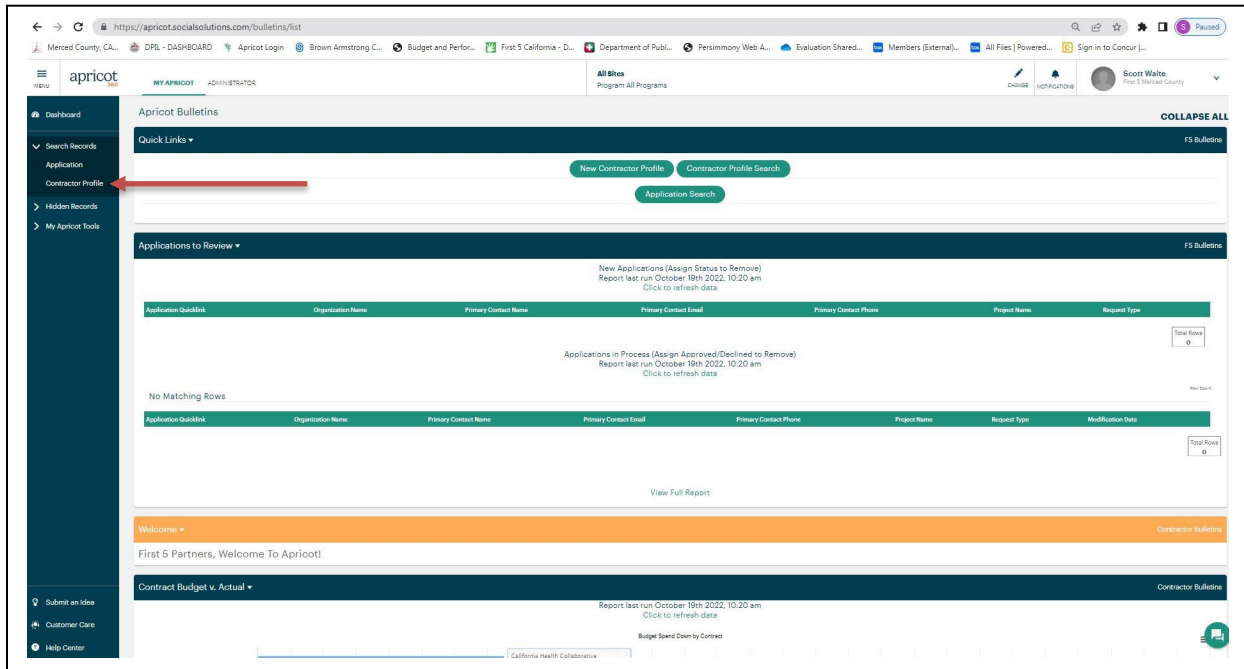 https://apricot.socialsolutions.com/bulletins/list
Paused
Merced County, CA...
DPIL - DASHBOARD
Apricot Login
Brown Armstrong C...
Budget and Perfor...
First 5 California - D...
Department of Publ...
Persimmony Web A...
Evaluation Shared...
Members (External)...
All Files | Powered...
Sign in to Concur |...
MENU
apricot
360
MY APRICOT
ADMINISTRATOR
All Sites
Program All Programs
CHANGE
NOTIFICATIONS
Scott Waite
First 5 Merced County
Dashboard
Search Records
Application
Contractor Profile
Hidden Records
My Apricot Tools
Submit an Idea
Customer Care
Help Center
Apricot Bulletins
COLLAPSE ALL
Quick Links
F5 Bulletins
New Contractor Profile
Contractor Profile Search
Application Search
Applications to Review
F5 Bulletins
New Applications (Assign Status to Remove)
Report last run October 19th 2022, 10:20 am
Click to refresh data
Application Quicklink Organization Name Primary Contact Name Primary Contact Email Primary Contact Phone Project Name Request Type
Total Rows
0
Applications in Process (Assign Approved/Declined to Remove)
Report last run October 19th 2022, 10:20 am
Click to refresh data
Row Count
No Matching Rows
Application Quicklink Organization Name Primary Contact Name Primary Contact Email Primary Contact Phone Project Name Request Type Modification Date
Total Rows
0
View Full Report
Welcome
Contractor Bulletins
First 5 Partners, Welcome To Apricot!
Contract Budget v. Actual
Contractor Bulletins
Report last run October 19th 2022, 10:20 am
Click to refresh data
Budget Spend Down by Contract
California Health Collaborative